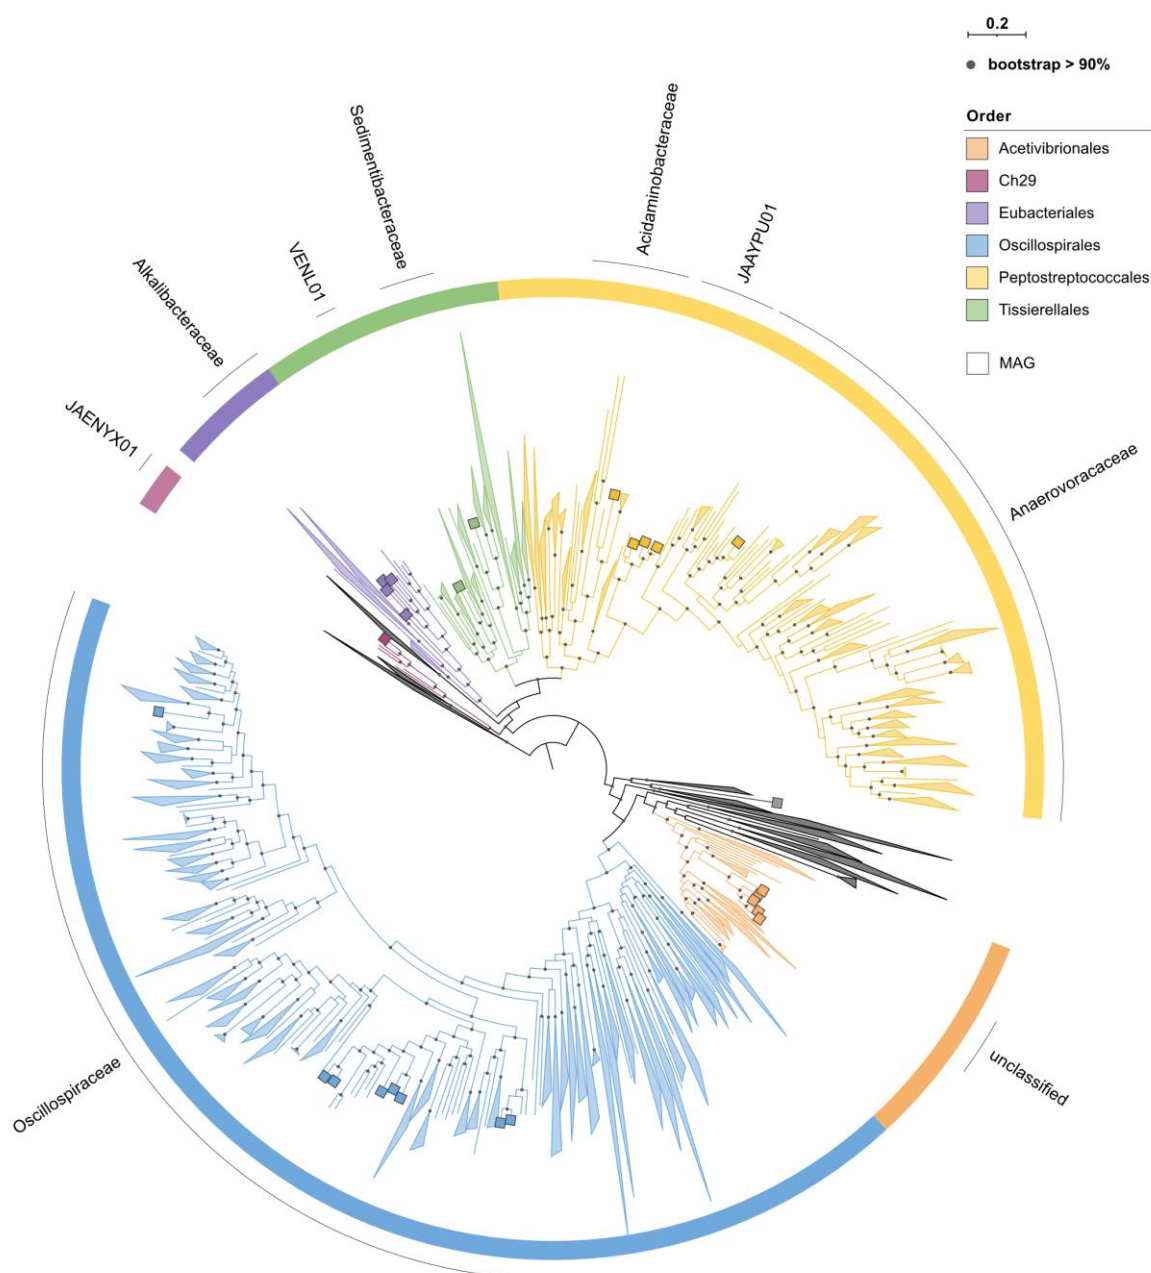 0.2
bootstrap > 90%
Order
Acetivibrionales
Ch29
Eubacteriales
Oscillospirales
Peptostreptococcales
Tissierellales
MAG
JAENYX01
Alkalibacteraceae
VENL01
Sedimentibacteraceae
Acidaminobacteraceae
JAAYPU01
Anaerovoracaceae
unclassified
Oscillospiraceae